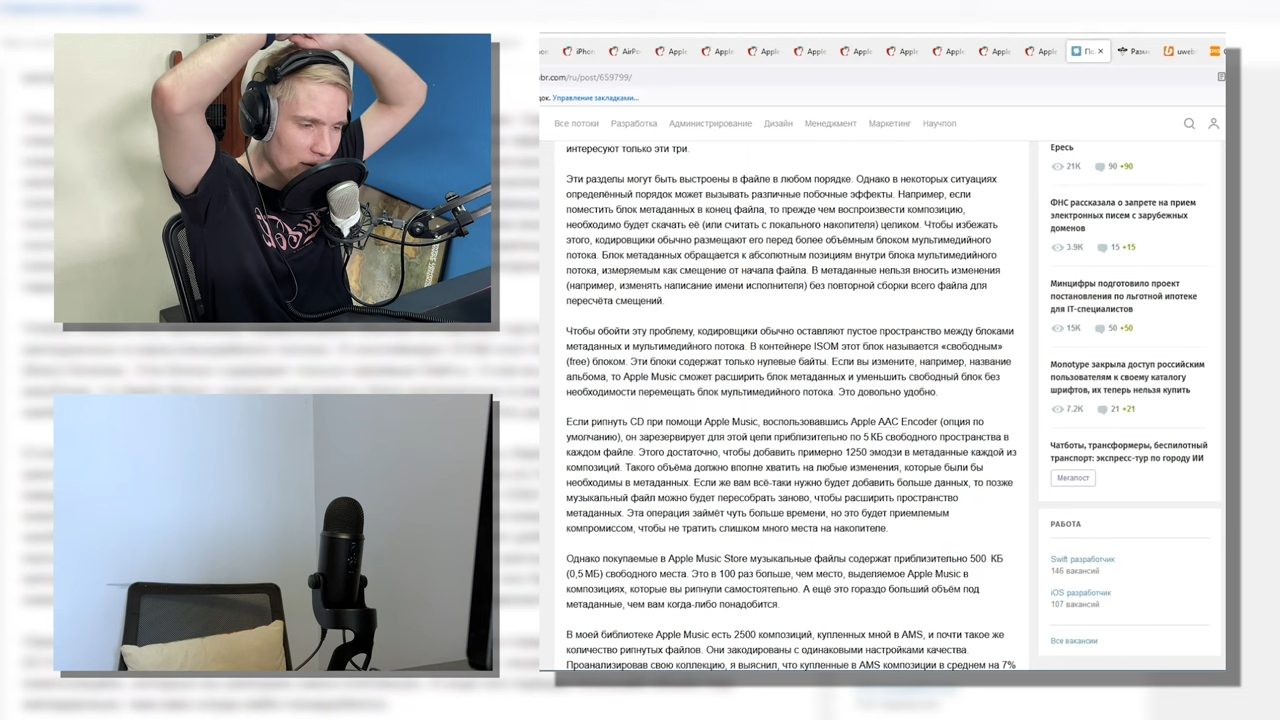 iPhon
AirPo
Apple
Apple
Apple
Apple
Apple
Apple
Apple
Apple
Apple
По
Разм
uweb
br.com/ru/post/659799/
док. Управление закладками...
Все потоки Разработка Администрирование Дизайн Менеджмент Маркетинг Научпоп
интересуют только эти три.
Эти разделы могут быть выстроены в файле в любом порядке. Однако в некоторых ситуациях
определённый порядок может вызывать различные побочные эффекты. Например, если
поместить блок метаданных в конец файла, то прежде чем воспроизвести композицию,
необходимо будет скачать её (или считать с локального накопителя) целиком. Чтобы избежать
этого, кодировщики обычно размещают его перед более объёмным блоком мультимедийного
потока. Блок метаданных обращается к абсолютным позициям внутри блока мультимедийного
потока, измеряемым как смещение от начала файла. В метаданные нельзя вносить изменения
(например, изменять написание имени исполнителя) без повторной сборки всего файла для
пересчёта смещений.
Чтобы обойти эту проблему, кодировщики обычно оставляют пустое пространство между блоками
метаданных и мультимедийного потока. В контейнере ISOM этот блок называется «свободным»
(free) блоком. Эти блоки содержат только нулевые байты. Если вы измените, например, название
альбома, то Apple Music сможет расширить блок метаданных и уменьшить свободный блок без
необходимости перемещать блок мультимедийного потока. Это довольно удобно.
Если рипнуть CD при помощи Apple Music, воспользовавшись Apple AAC Encoder (опция по
умолчанию), он зарезервирует для этой цели приблизительно по 5 КБ свободного пространства в
каждом файле. Этого достаточно, чтобы добавить примерно 1250 эмодзи в метаданные каждой из
композиций. Такого объёма должно вполне хватить на любые изменения, которые были бы
необходимы в метаданных. Если же вам всё-таки нужно будет добавить больше данных, то позже
музыкальный файл можно будет пересобрать заново, чтобы расширить пространство
метаданных. Эта операция займёт чуть больше времени, но это будет приемлемым
компромиссом, чтобы не тратить слишком много места на накопителе.
Однако покупаемые в Apple Music Store музыкальные файлы содержат приблизительно 500 КБ
(0,5 МБ) свободного места. Это в 100 раз больше, чем место, выделяемое Apple Music в
композициях, которые вы рипнули самостоятельно. А ещё это гораздо больший объём под
метаданные, чем вам когда-либо понадобится.
В моей библиотеке Apple Music есть 2500 композиций, купленных мной в AMS, и почти такое же
количество рипнутых файлов. Они закодированы с одинаковыми настройками качества.
Проанализировав свою коллекцию, я выяснил, что купленные в AMS композиции в среднем на 7%
Ересь
21K 90 +90
ФНС рассказала о запрете на прием
электронных писем с зарубежных
доменов
3.9K 15 +15
Минцифры подготовило проект
постановления по льготной ипотеке
для IT-специалистов
15K 50 +50
Monotype закрыла доступ российским
пользователям к своему каталогу
шрифтов, их теперь нельзя купить
7.2K 21 +21
Чатботы, трансформеры, беспилотный
транспорт: экспресс-тур по городу ИИ
Мегапост
РАБОТА
Swift разработчик
146 вакансий
iOS разработчик
107 вакансий
Все вакансии